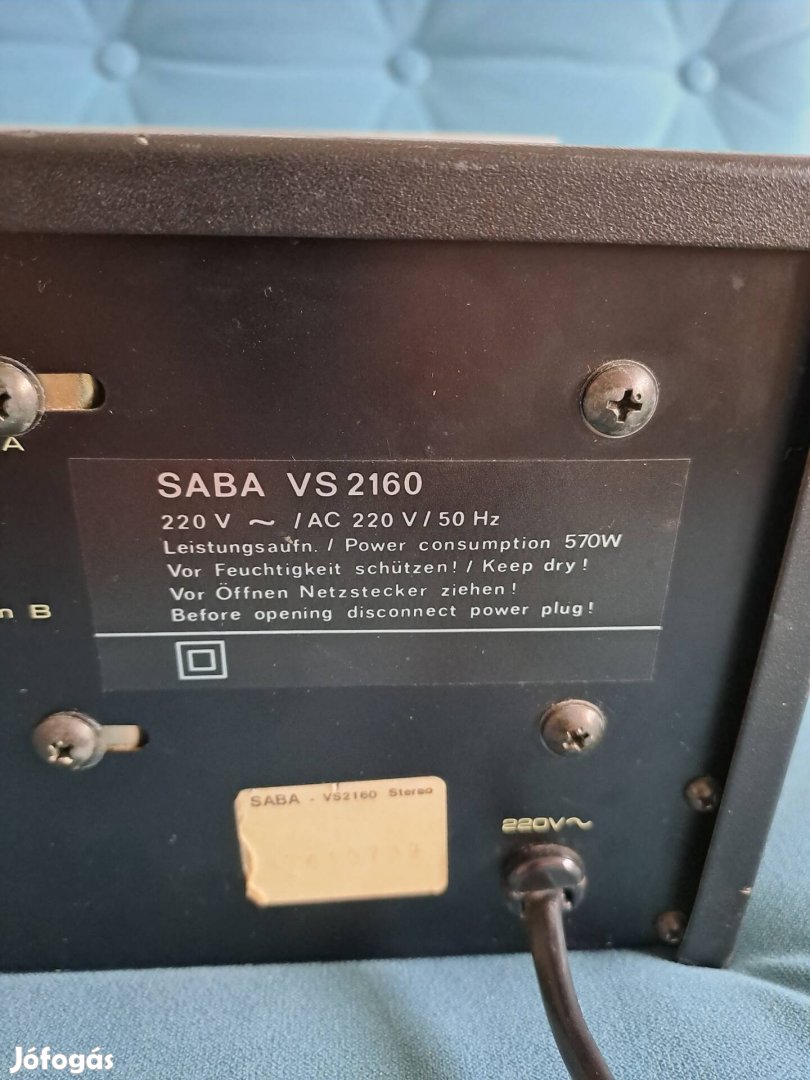 A
SABA VS 2160
220 V ~ / AC 220 V / 50 Hz
Leistungsaufn. / Power consumption 570W
Vor Feuchtigkeit schützen! / Keep dry!
Vor Öffnen Netzstecker ziehen!
n B
Before opening disconnect power plug!
SABA - VS2160 Stereo
220V~
Jófogás